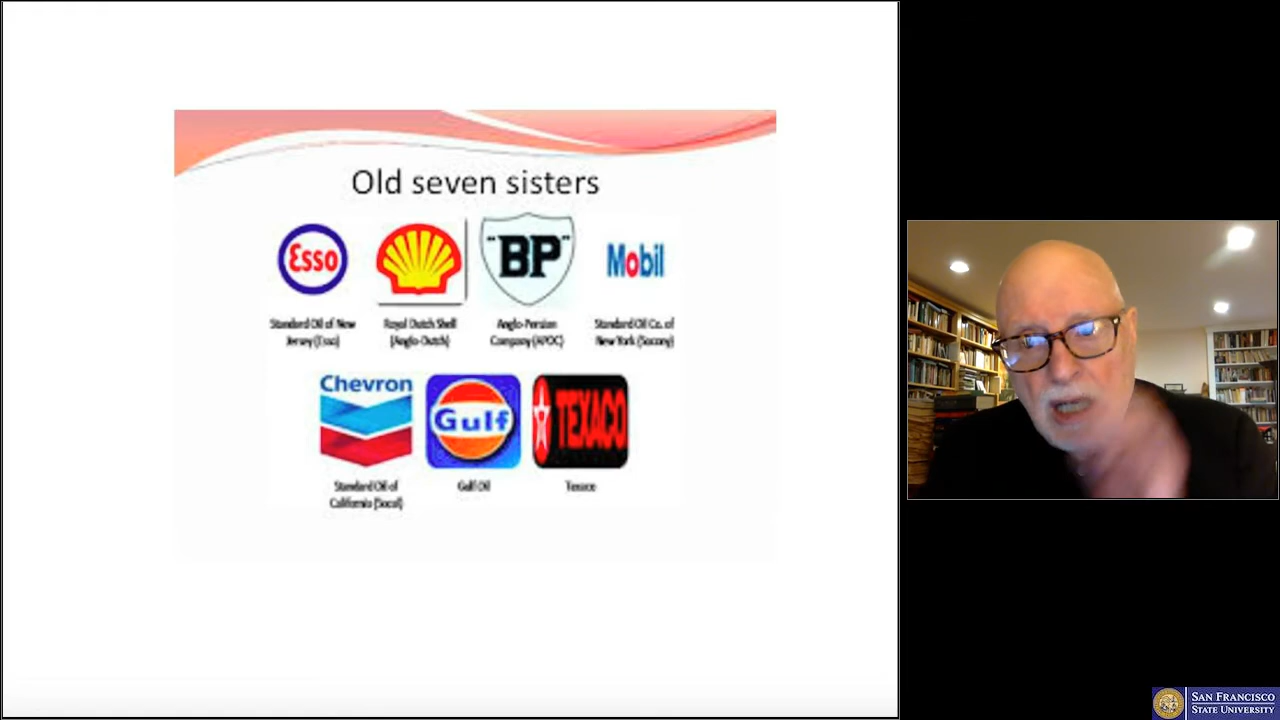 Old seven sisters
Esso
"BP"
Mobil
Standard Oil of New
Jersey (Esso)
Royal Dutch Shell
(Anglo-Dutch)
Anglo-Persian
Company (APOC)
Standard Oil Co. of
New York (Socony)
Chevron
Gulf
TEXACO
Standard Oil of
California (Socal)
Gulf Oil
Texaco
SAN FRANCISCO
STATE UNIVERSITY